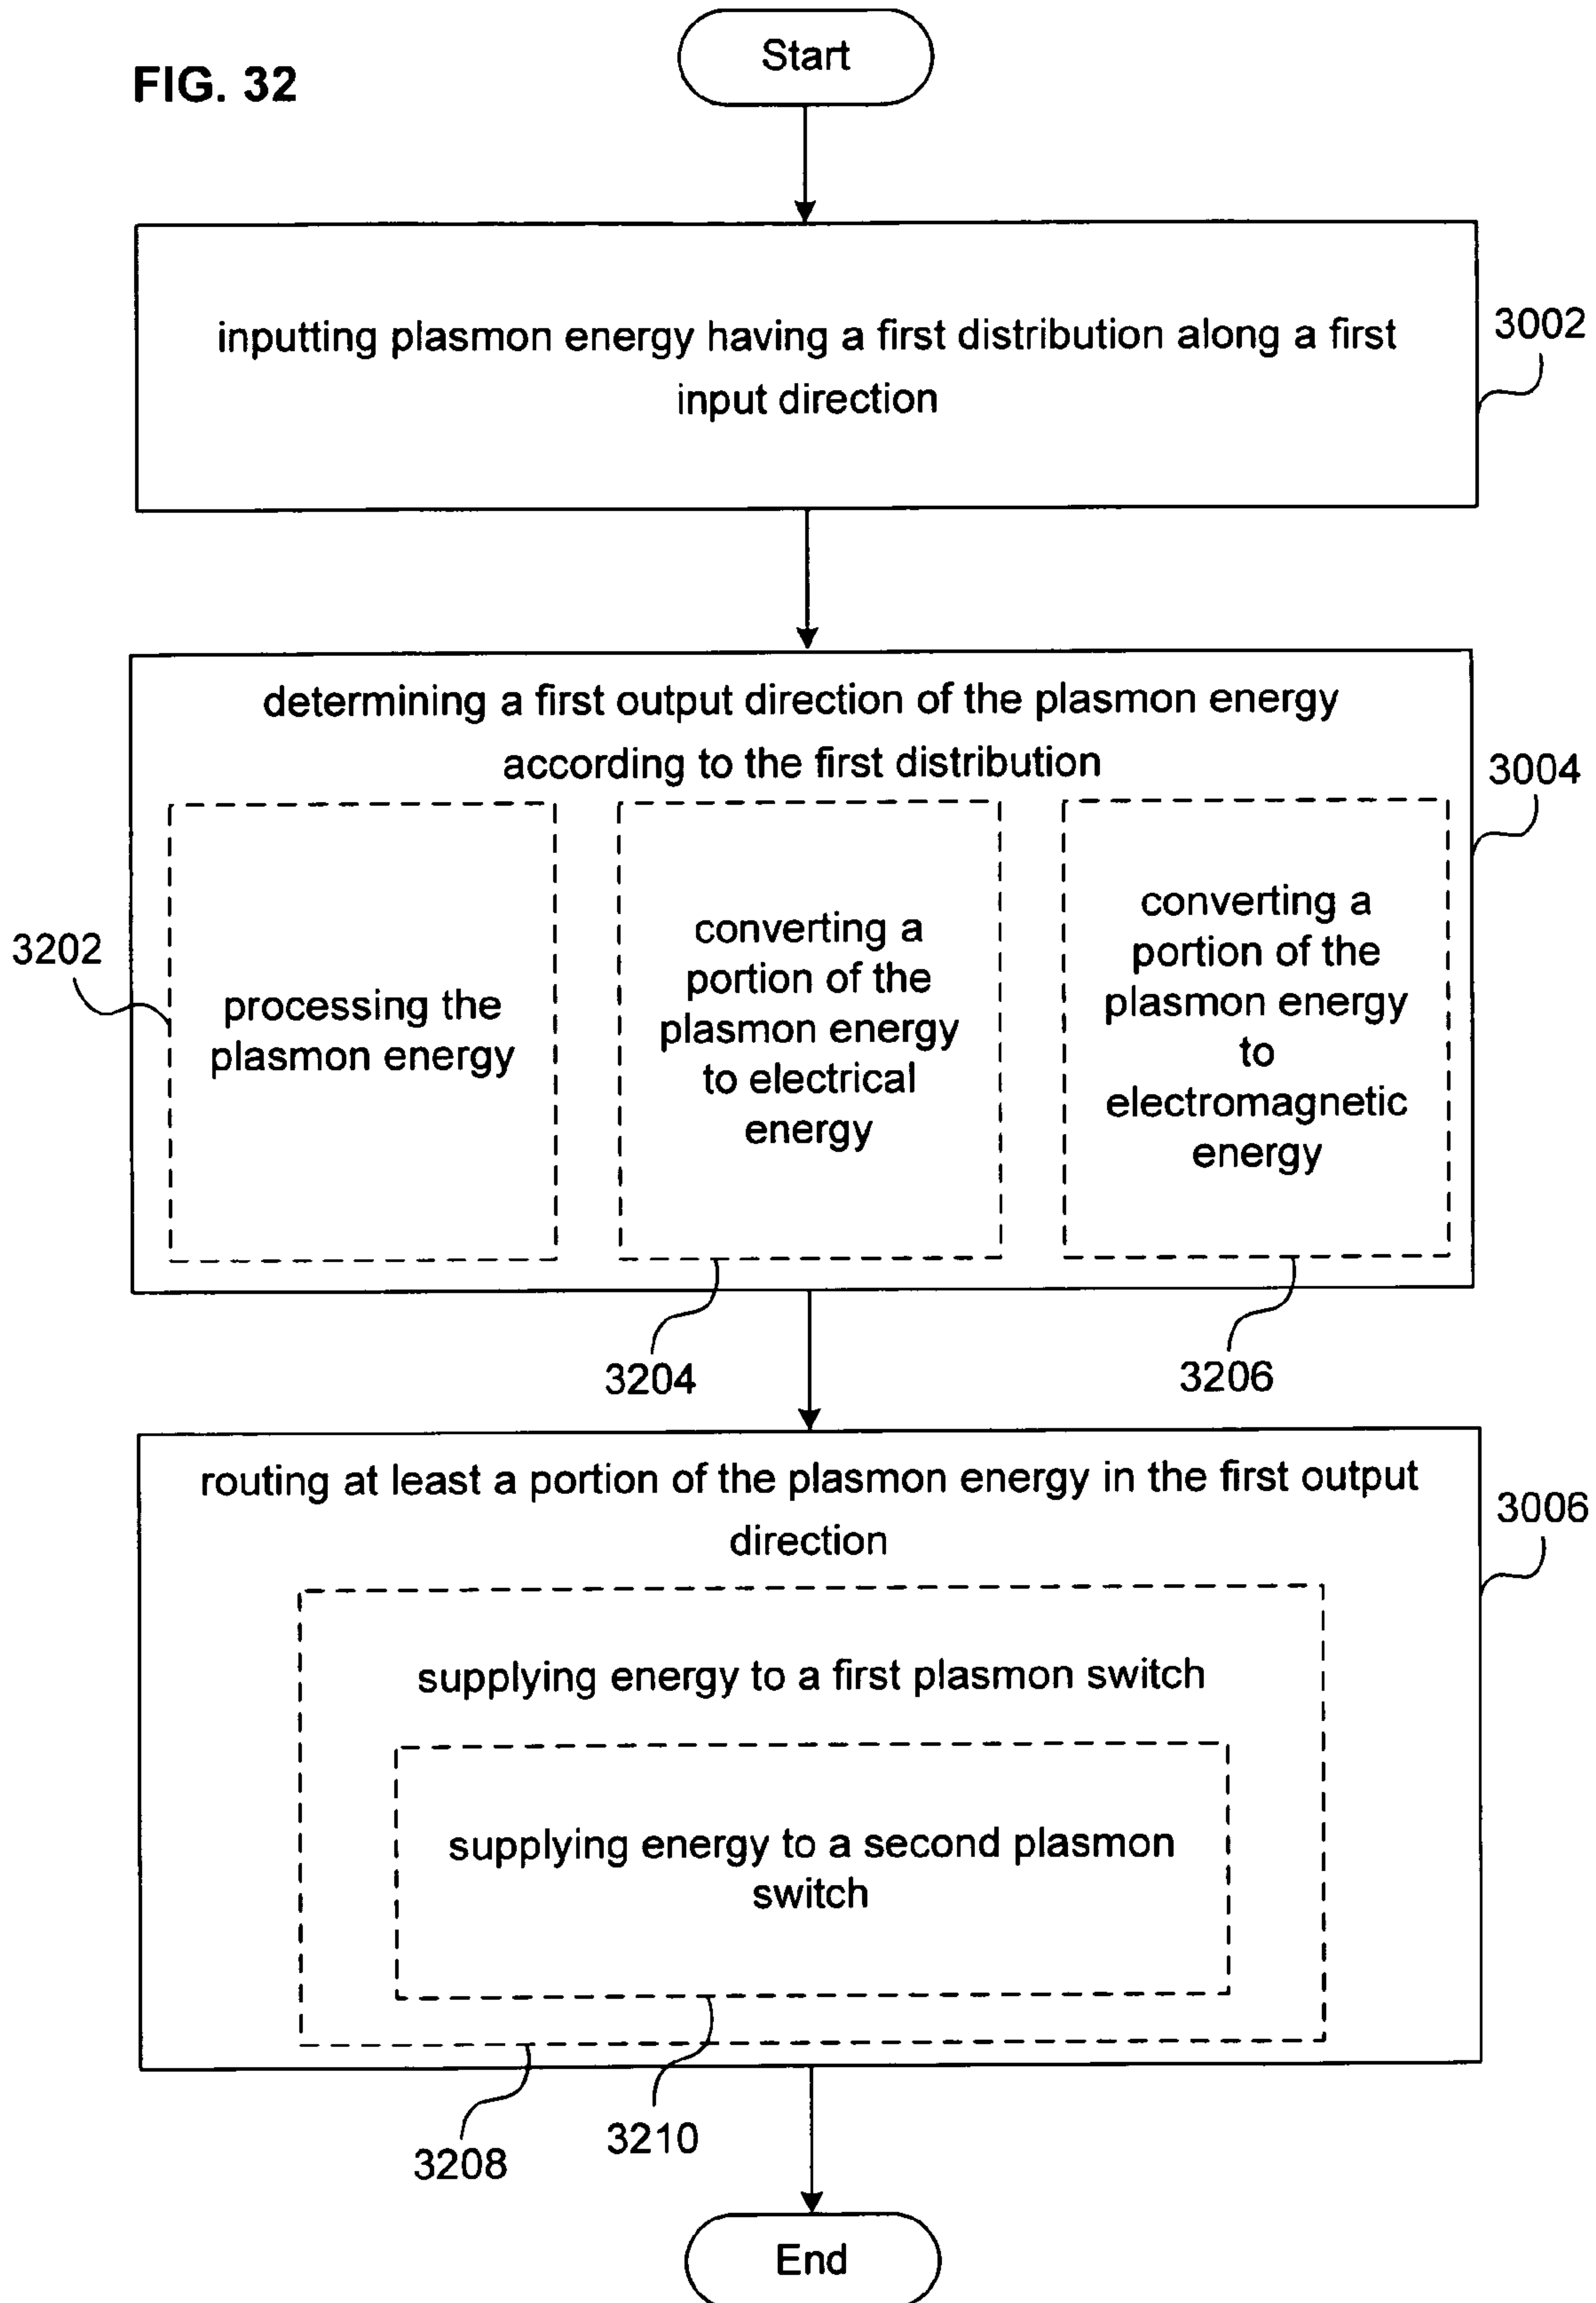 Start
FIG. 32
inputting plasmon energy having a first distribution along a first
input direction
3002
determining a first output direction of the plasmon energy
according to the first distribution
3004
3202
processing the
plasmon energy
converting a
portion of the
plasmon energy
to electrical
energy
converting a
portion of the
plasmon energy
to
electromagnetic
energy
3204
3206
routing at least a portion of the plasmon energy in the first output
direction
3006
supplying energy to a first plasmon switch
supplying energy to a second plasmon
switch
3210
3208
End